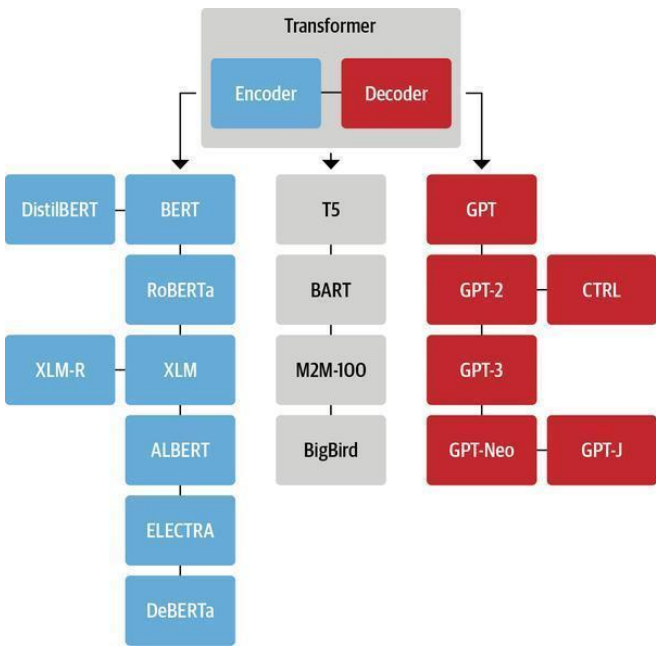 Transformer
Encoder
Decoder
DistilBERT
BERT
T5
GPT
RoBERTa
BART
GPT-2
CTRL
XLM-R
XLM
M2M-100
GPT-3
ALBERT
BigBird
GPT-Neo
GPT-J
ELECTRA
DeBERTa